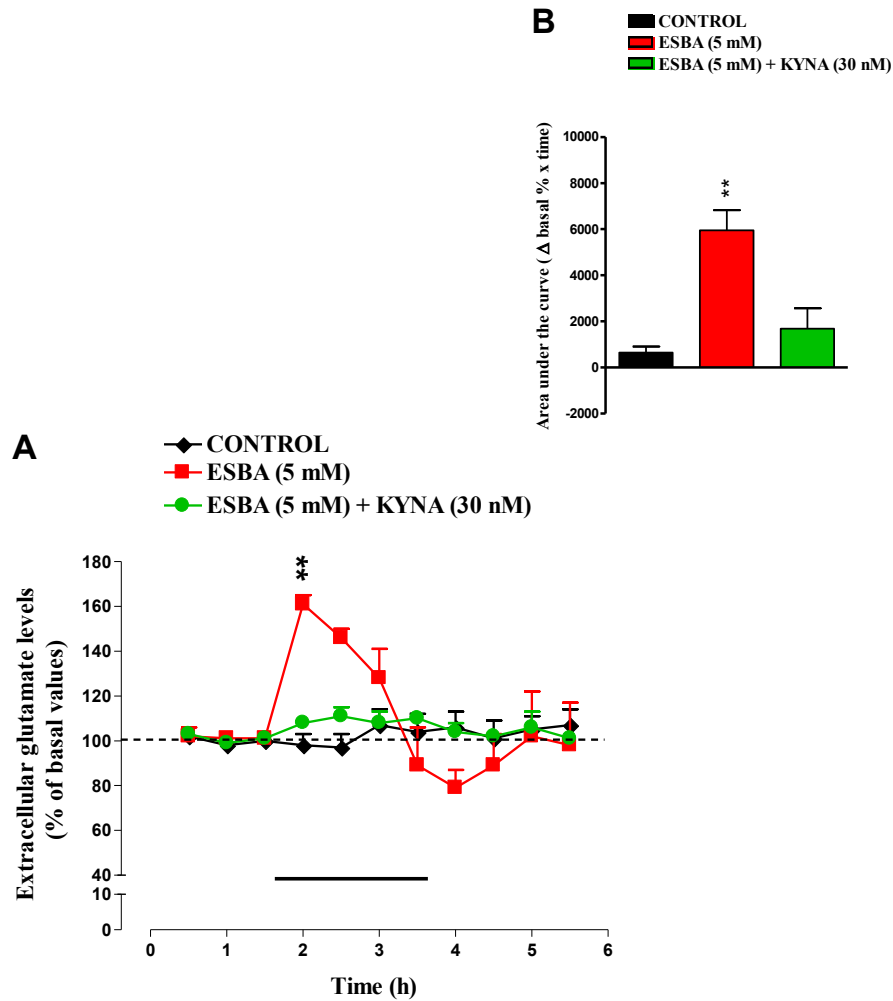 B
CONTROL
ESBA (5 mM)
ESBA (5 mM) + KYNA (30 nM)
Area under the curve ( Δ basal % x time)
10000
8000
6000
4000
2000
0
-2000
**
A
CONTROL
ESBA (5 mM)
ESBA (5 mM) + KYNA (30 nM)
Extracellular glutamate levels
(% of basal values)
180
160
140
120
100
80
60
40
10
0
**
0 1 2 3 4 5 6
Time (h)